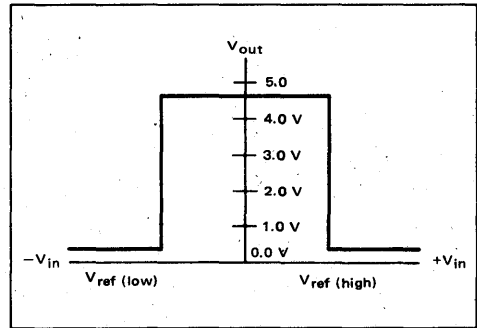 Vout
5.0
4.0 V
3.0 V
2.0 V
1.0 V
0.0 V
−Vin
+Vin
Vref (low)
Vref (high)